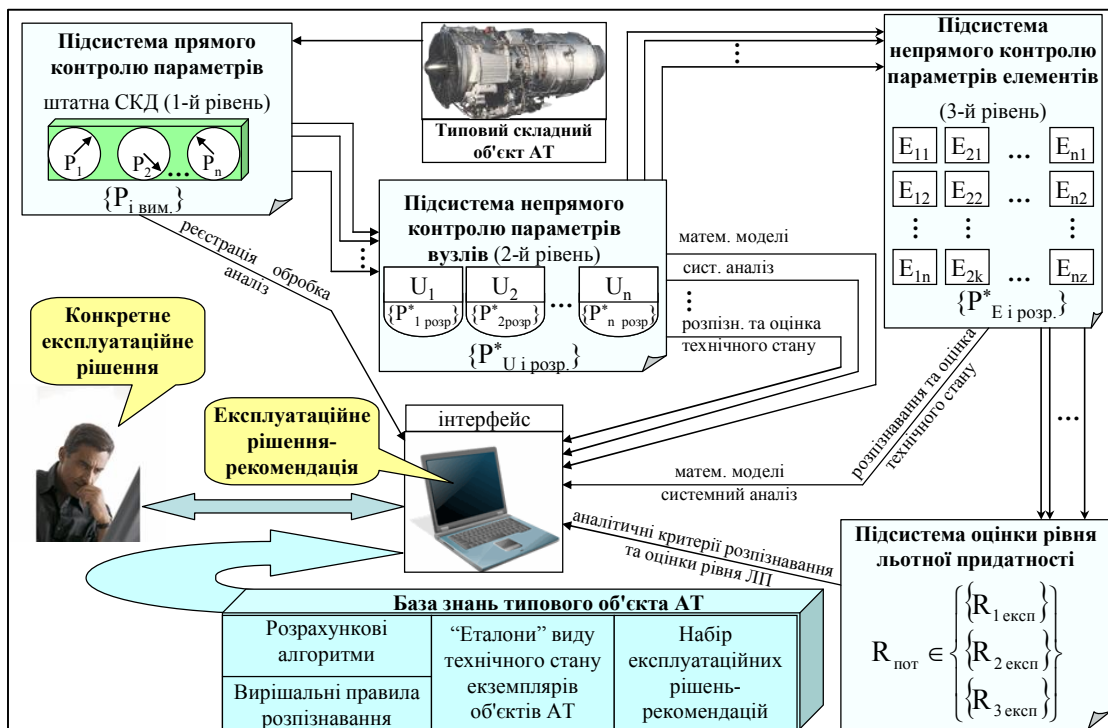 Підсистема прямого
контролю параметрів
штатна СКД (1-й рівень)
P1 P2 ... Pn
{Pі вим.}
Типовий складний
об'єкт АТ
...
Підсистема
непрямого контролю
параметрів елементів
(3-й рівень)
E11 E21 ... En1
E12 E22 ... En2
... ... ...
E1n E2k ... Enz
{P*E і розр.}
...
Підсистема непрямого
контролю параметрів
вузлів (2-й рівень)
U1 U2 ... Un
{P*1 розр} {P*2розр} {P*n розр}
{P*U і розр.}
реєстрація обробка
аналіз
матем. моделі
сист. аналіз
...
розпізн. та оцінка
технічного стану
розпізнавання та оцінка
технічного стану
матем. моделі
системний аналіз
...
Конкретне
експлуатаційне
рішення
Експлуатаційне
рішення-
рекомендація
інтерфейс
аналітичні критерії розпізнавання
та оцінки рівня ЛП
Підсистема оцінки рівня
льотної придатності
Rпот ∈ {{R1 експ}
{R2 експ}
{R3 експ}}
База знань типового об'єкта АТ
Розрахункові
алгоритми
Вирішальні правила
розпізнавання
“Еталони” виду
технічного стану
екземплярів
об'єктів АТ
Набір
експлуатаційних
рішень-
рекомендацій